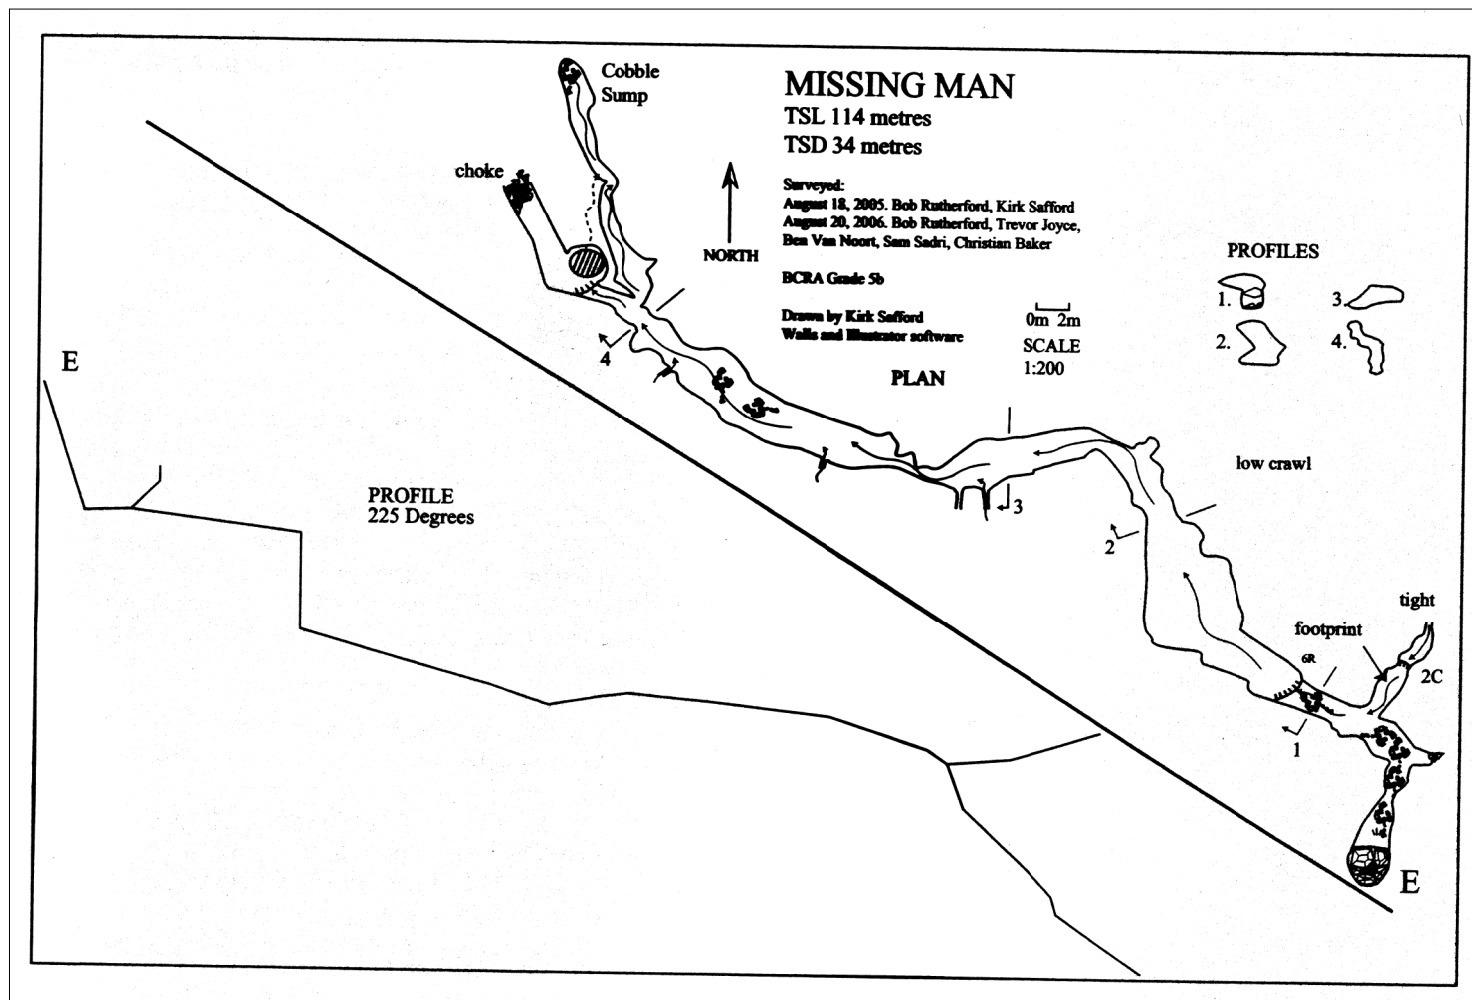 Cobble
Sump
choke
MISSING MAN
TSL 114 metres
TSD 34 metres
Surveyed:
August 18, 2005. Bob Rutherford, Kirk Safford
August 20, 2006. Bob Rutherford, Trevor Joyce,
Ben Van Noort, Sam Sadri, Christian Baker
NORTH
BCRA Grade 5b
Drawn by Kirk Safford
Walls and Illustrator software
0m 2m
SCALE
1:200
PROFILES
1.
3.
2.
4.
PLAN
4
E
PROFILE
225 Degrees
low crawl
3
2
tight
footprint
6R
2C
1
E